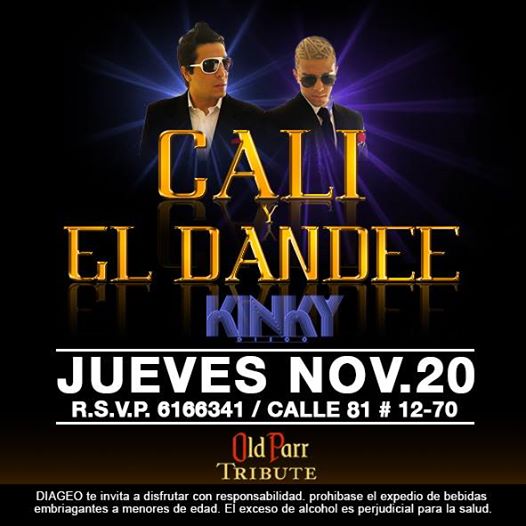 CALI
Y
EL DANDEE
KINKY
DISCO
JUEVES NOV.20
R.S.V.P. 6166341 / CALLE 81 # 12-70
Old Parr
TRIBUTE
DIAGEO te invita a disfrutar con responsabilidad. prohibase el expedio de bebidas
embriagantes a menores de edad. El exceso de alcohol es perjudicial para la salud.